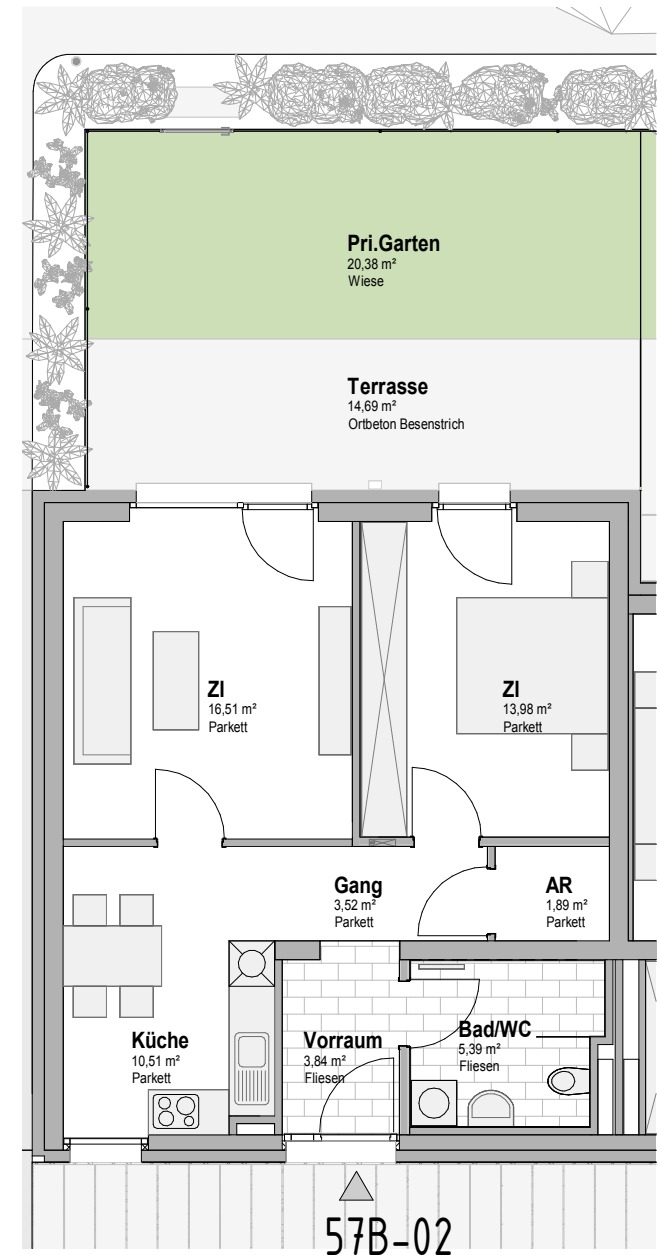 Pri.Garten
20,38 m²
Wiese
Terrasse
14,69 m²
Ortbeton Besenstrich
ZI
16,51 m²
Parkett
ZI
13,98 m²
Parkett
Gang
3,52 m²
Parkett
AR
1,89 m²
Parkett
Küche
10,51 m²
Parkett
Vorraum
3,84 m²
Fliesen
Bad/WC
5,39 m²
Fliesen
57B-02